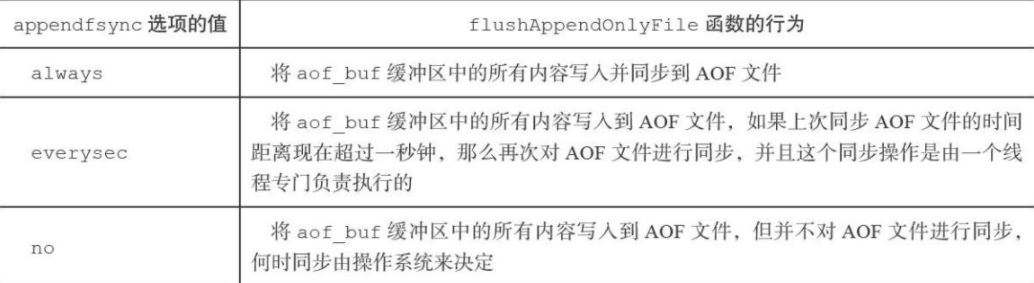 appendfsync 选项的值 flushAppendOnlyFile 函数的行为
always 将 aof_buf 缓冲区中的所有内容写入并同步到 AOF 文件
将 aof_buf 缓冲区中的所有内容写入到 AOF 文件，如果上次同步 AOF 文件的时间
everysec 距离现在超过一秒钟，那么再次对 AOF 文件进行同步，并且这个同步操作是由一个线
程专门负责执行的
no 将 aof_buf 缓冲区中的所有内容写入到 AOF 文件，但并不对 AOF 文件进行同步，
何时同步由操作系统来决定